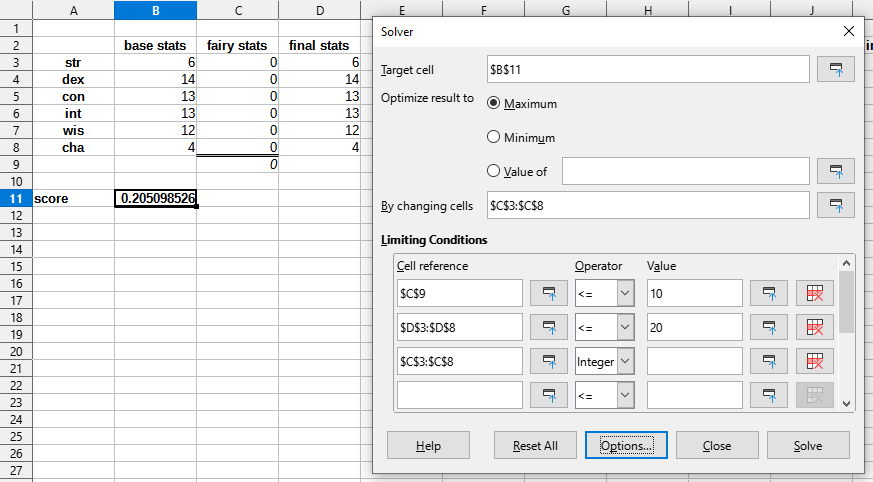 A B C D E F G H I J
1
2 base stats fairy stats final stats
3 str 6 0 6
4 dex 14 0 14
5 con 13 0 13
6 int 13 0 13
7 wis 12 0 12
8 cha 4 0 4
9 0
10
11 score 0.205098526
12
13
14
15
16
17
18
19
20
21
22
23
24
25
26
27
Solver
Target cell $B$11
Optimize result to Maximum
Minimum
Value of
By changing cells $C$3:$C$8
Limiting Conditions
Cell reference Operator Value
$C$9 <= 10
$D$3:$D$8 <= 20
$C$3:$C$8 Integer
<=
Help Reset All Options... Close Solve